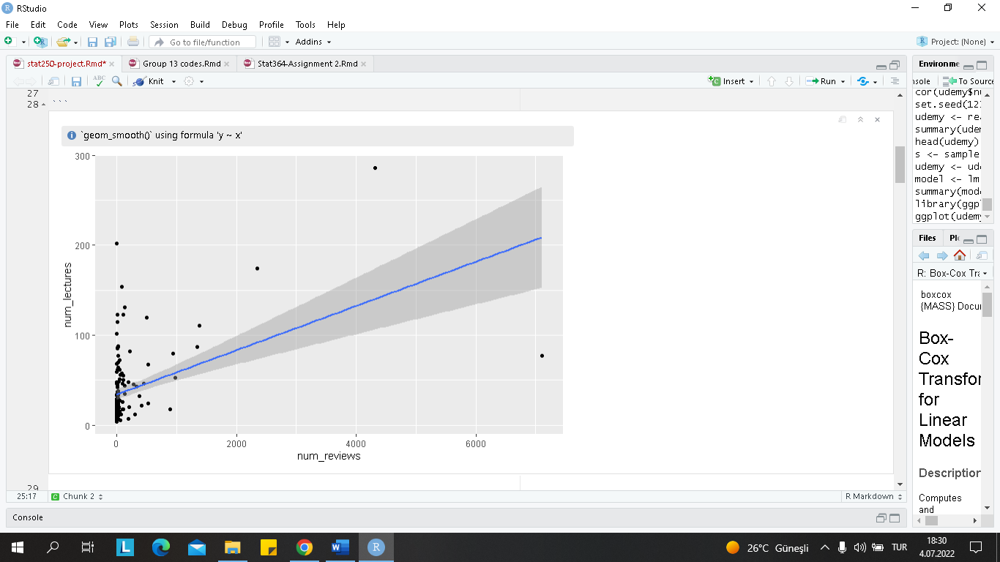 RStudio
File Edit Code View Plots Session Build Debug Profile Tools Help
Go to file/function Addins Project: (None)
stat250-project.Rmd* Group 13 codes.Rmd Stat364-Assignment 2.Rmd
ABC Knit Insert Run
27
28 ```
`geom_smooth()` using formula 'y ~ x'
300
200
100
0
num_lectures
0 2000 4000 6000
num_reviews
29
25:17 C Chunk 2 R Markdown
Console
Environme
nsole To Source
cor(udemy$nu
set.seed(12
udemy <- re
summary(udem
head(udemy)
s <- sample
udemy <- ud
model <- lm
summary(mod
library(ggp
ggplot(udemy
Files Pl
R: Box-Cox Tra
boxcox
{MASS} Docu
Box-
Cox
Transfor
for
Linear
Models
Description
Computes
and
26°C Güneşli TUR 18:30
4.07.2022